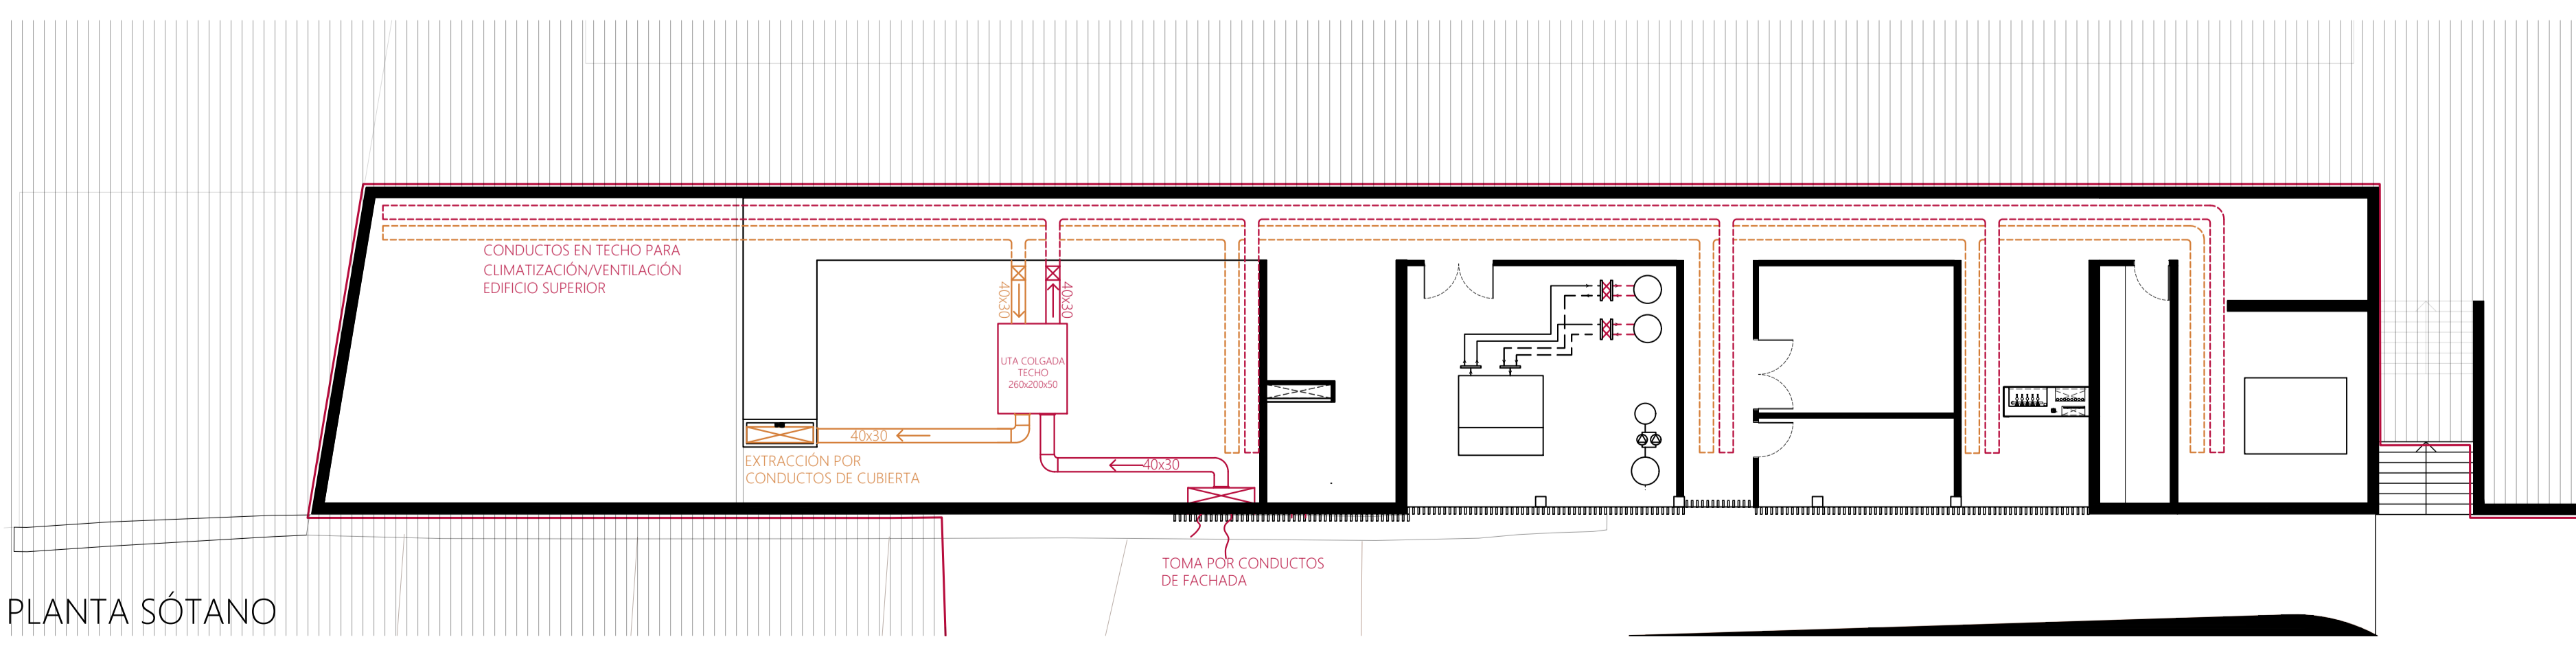 CONDUCTOS EN TECHO PARA
CLIMATIZACIÓN/VENTILACIÓN
EDIFICIO SUPERIOR
40x30
40x30
UTA COLGADA
TECHO
260x200x50
40x30
40x30
EXTRACCIÓN POR
CONDUCTOS DE CUBIERTA
TOMA POR CONDUCTOS
DE FACHADA
PLANTA SÓTANO